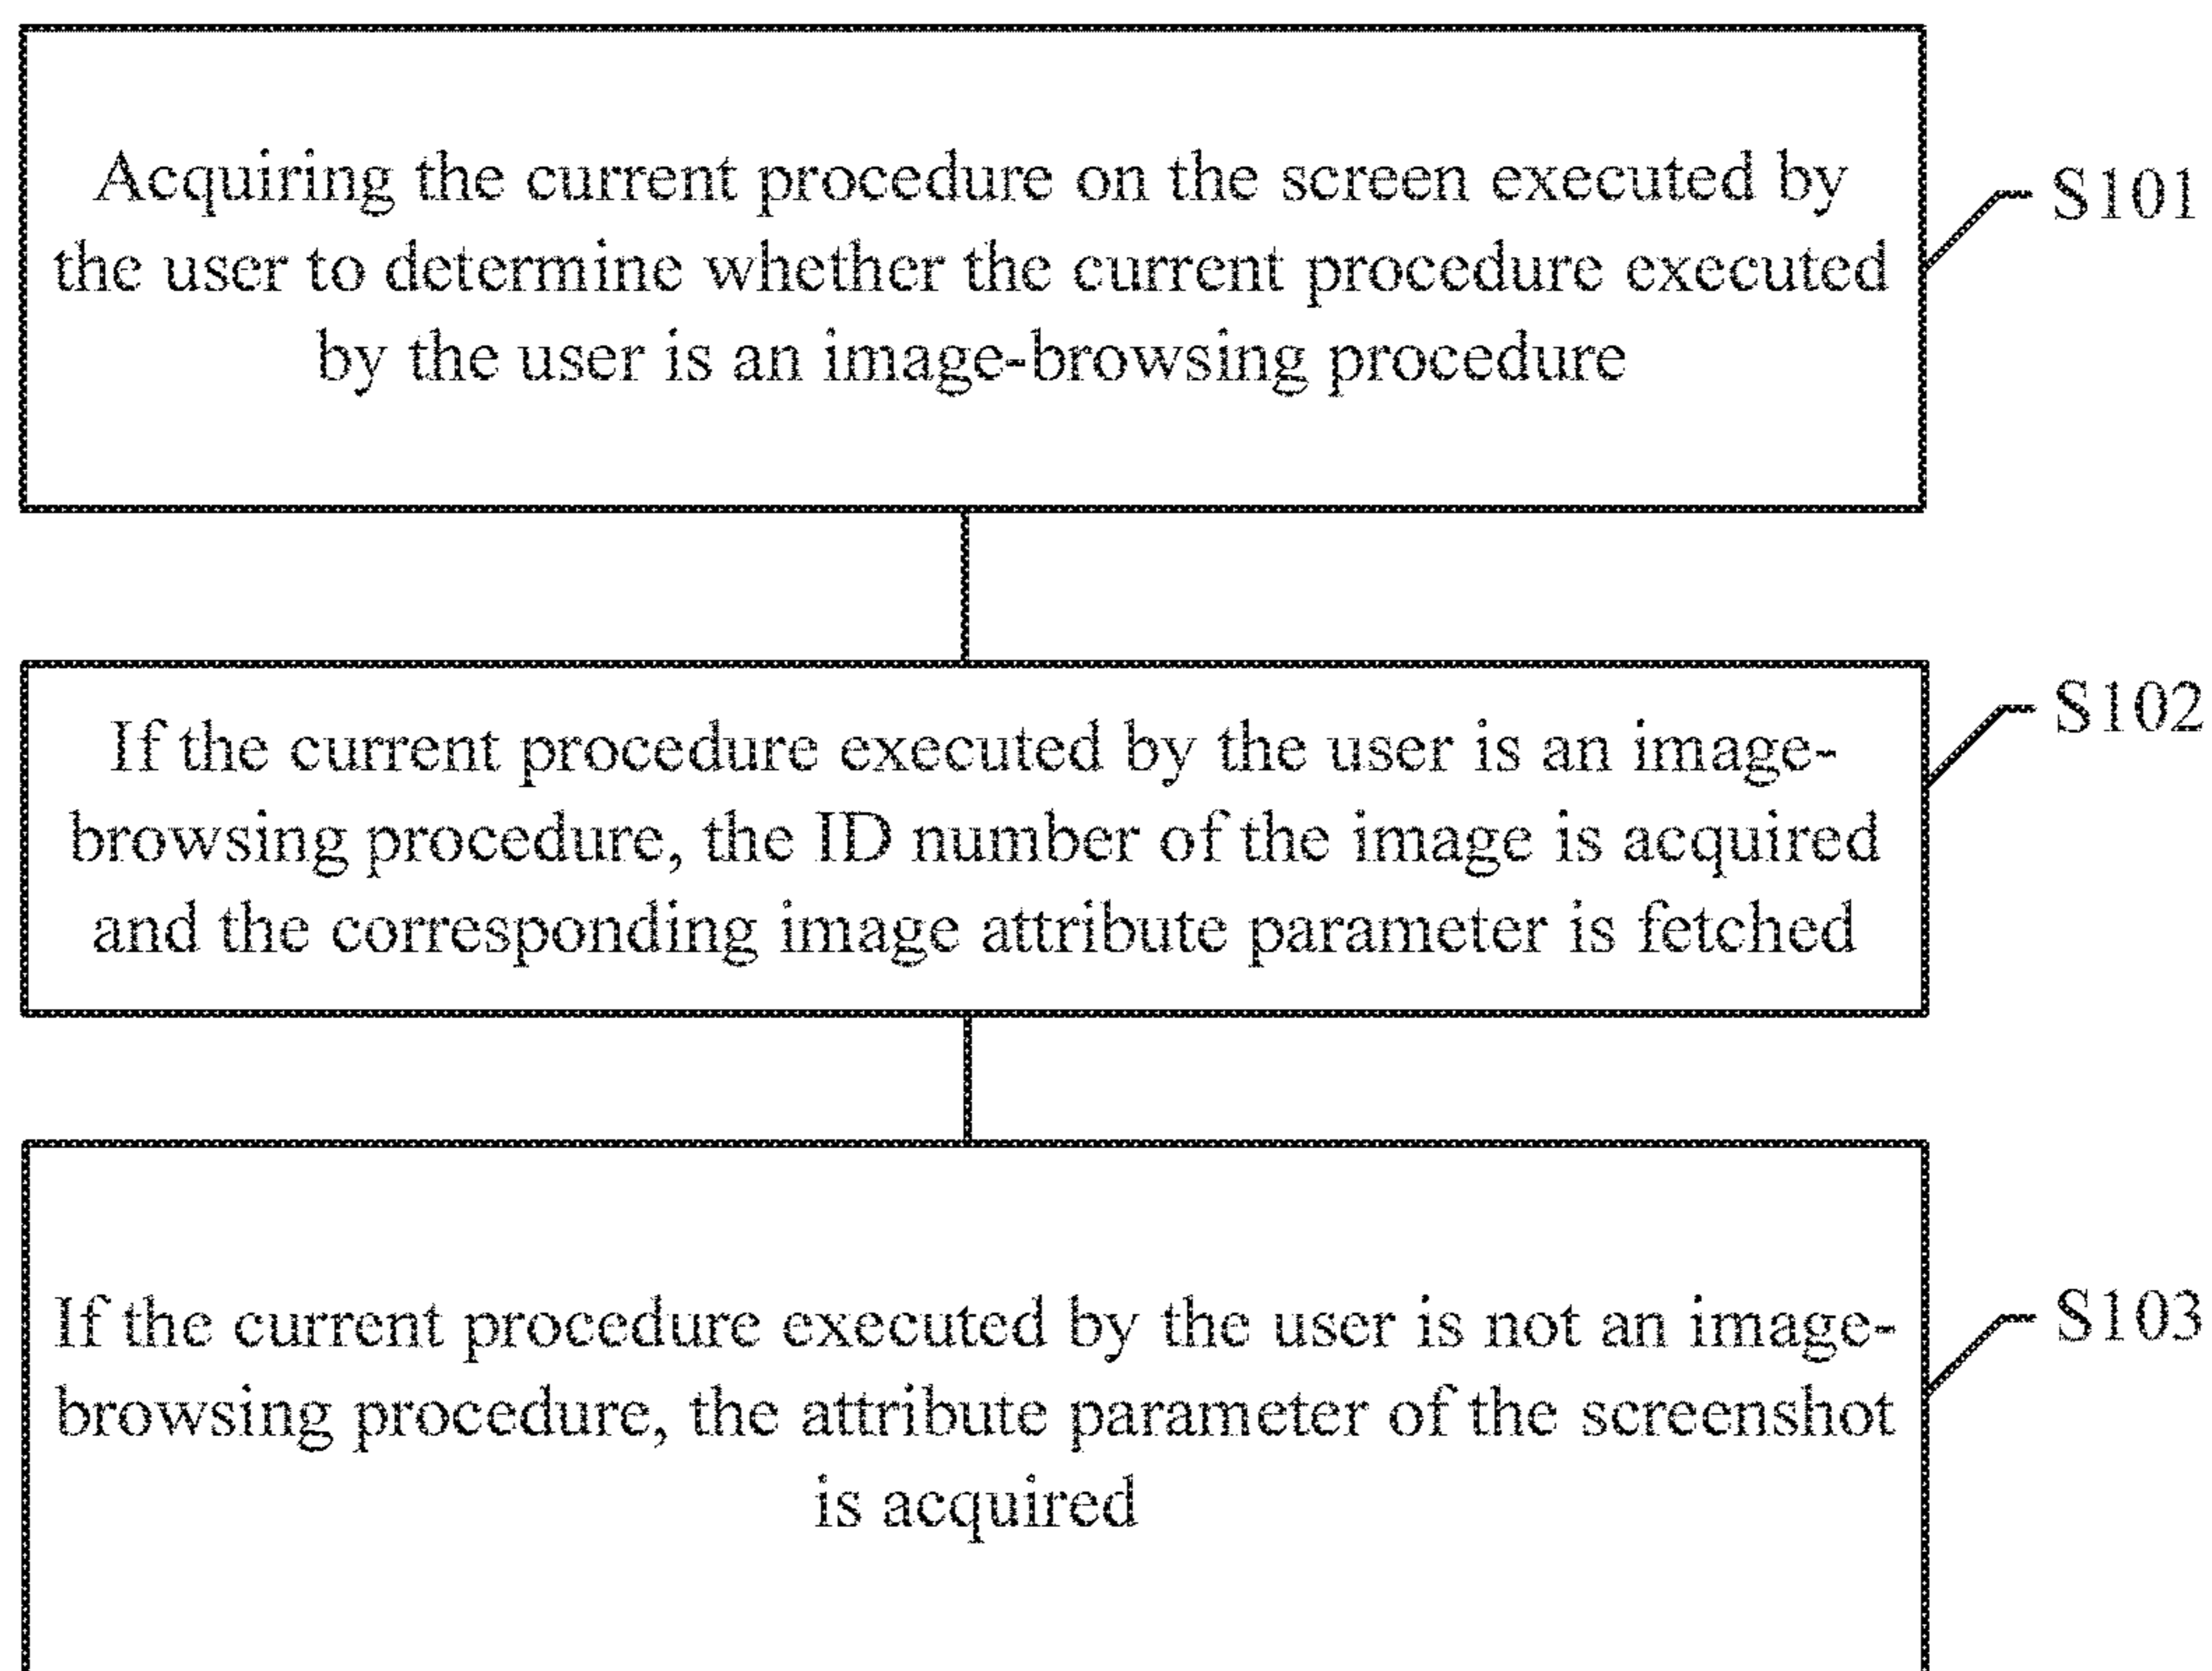 Acquiring the current procedure on the screen executed by
the user to determine whether the current procedure executed
by the user is an image-browsing procedure
S101
If the current procedure executed by the user is an image-
browsing procedure, the ID number of the image is acquired
and the corresponding image attribute parameter is fetched
S102
If the current procedure executed by the user is not an image-
browsing procedure, the attribute parameter of the screenshot
is acquired
S103